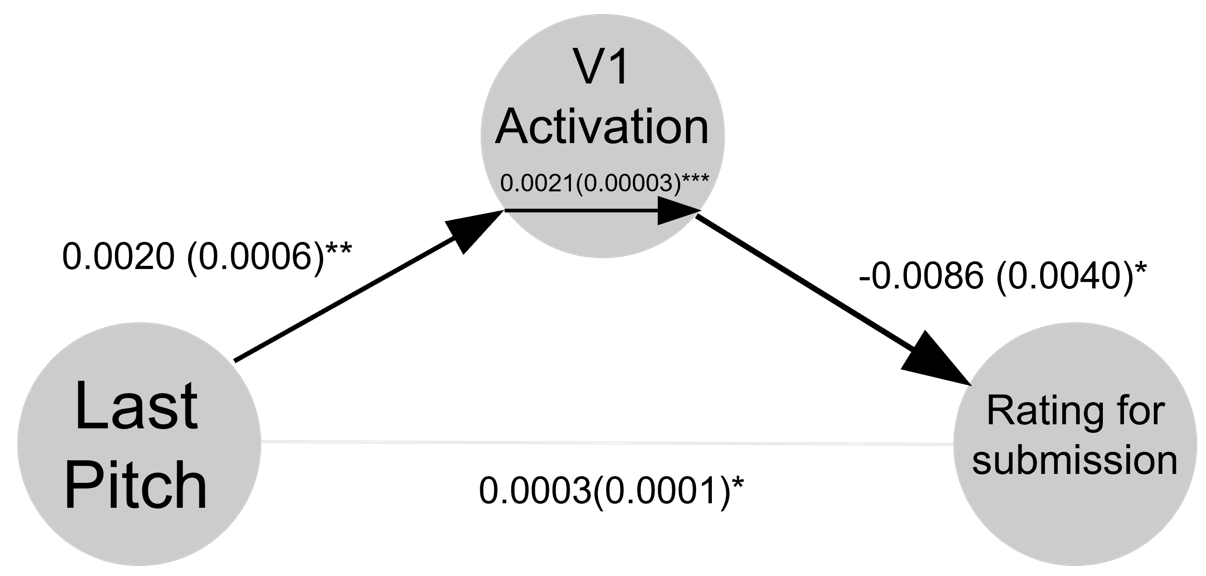 V1
Activation
0.0021(0.00003)***
0.0020 (0.0006)**
-0.0086 (0.0040)*
Last
Pitch
Rating for
submission
0.0003(0.0001)*